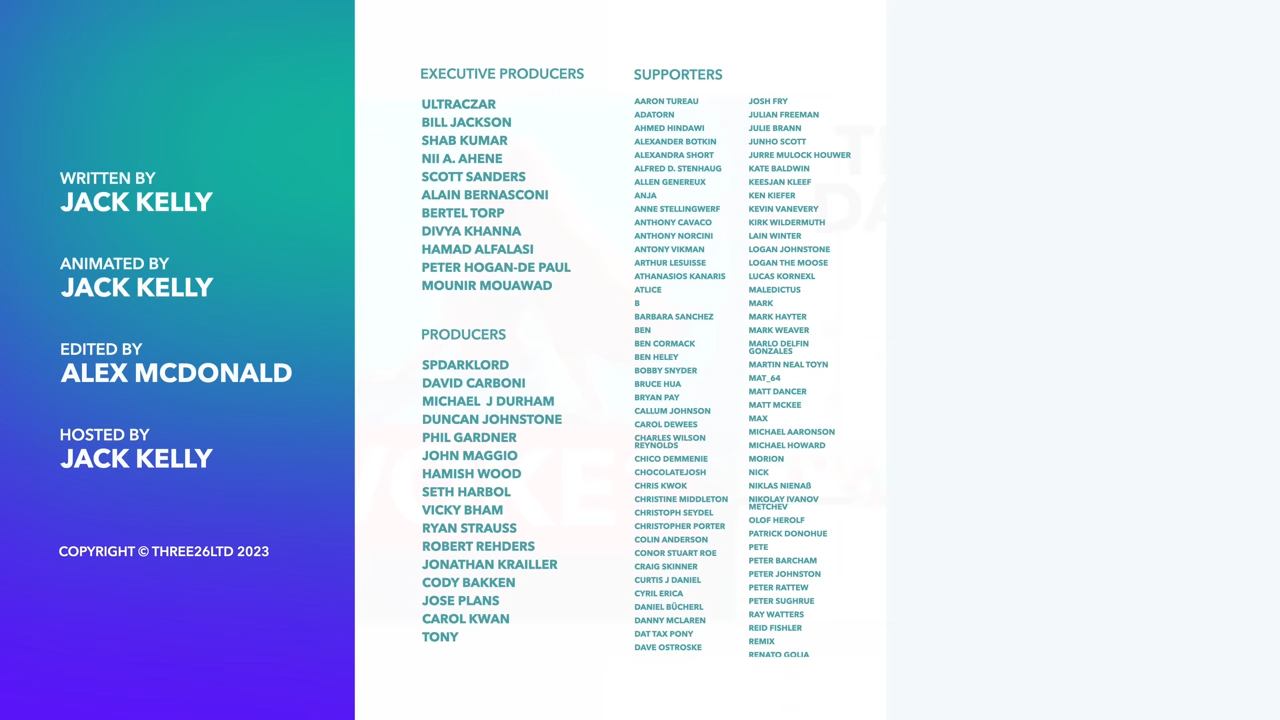 WRITTEN BY
JACK KELLY
ANIMATED BY
JACK KELLY
EDITED BY
ALEX MCDONALD
HOSTED BY
JACK KELLY
COPYRIGHT © THREE26LTD 2023
EXECUTIVE PRODUCERS
ULTRACZAR
BILL JACKSON
SHAB KUMAR
NII A. AHENE
SCOTT SANDERS
ALAIN BERNASCONI
BERTEL TORP
DIVYA KHANNA
HAMAD ALFALASI
PETER HOGAN-DE PAUL
MOUNIR MOUAWAD
PRODUCERS
SPDARKLORD
DAVID CARBONI
MICHAEL  J DURHAM
DUNCAN JOHNSTONE
PHIL GARDNER
JOHN MAGGIO
HAMISH WOOD
SETH HARBOL
VICKY BHAM
RYAN STRAUSS
ROBERT REHDERS
JONATHAN KRAILLER
CODY BAKKEN
JOSE PLANS
CAROL KWAN
TONY
SUPPORTERS
AARON TUREAU
ADATORN
AHMED HINDAWI
ALEXANDER BOTKIN
ALEXANDRA SHORT
ALFRED D. STENHAUG
ALLEN GENEREUX
ANJA
ANNE STELLINGWERF
ANTHONY CAVACO
ANTHONY NORCINI
ANTONY VIKMAN
ARTHUR LESUISSE
ATHANASIOS KANARIS
ATLICE
B
BARBARA SANCHEZ
BEN
BEN CORMACK
BEN HELEY
BOBBY SNYDER
BRUCE HUA
BRYAN PAY
CALLUM JOHNSON
CAROL DEWEES
CHARLES WILSON
REYNOLDS
CHICO DEMMENIE
CHOCOLATEJOSH
CHRIS KWOK
CHRISTINE MIDDLETON
CHRISTOPH SEYDEL
CHRISTOPHER PORTER
COLIN ANDERSON
CONOR STUART ROE
CRAIG SKINNER
CURTIS J DANIEL
CYRIL ERICA
DANIEL BÜCHERL
DANNY MCLAREN
DAT TAX PONY
DAVE OSTROSKE
JOSH FRY
JULIAN FREEMAN
JULIE BRANN
JUNHO SCOTT
JURRE MULOCK HOUWER
KATE BALDWIN
KEESJAN KLEEF
KEN KIEFER
KEVIN VANEVERY
KIRK WILDERMUTH
LAIN WINTER
LOGAN JOHNSTONE
LOGAN THE MOOSE
LUCAS KORNEXL
MALEDICTUS
MARK
MARK HAYTER
MARK WEAVER
MARLO DELFIN
GONZALES
MARTIN NEAL TOYN
MAT_64
MATT DANCER
MATT MCKEE
MAX
MICHAEL AARONSON
MICHAEL HOWARD
MORION
NICK
NIKLAS NIENAß
NIKOLAY IVANOV
METCHEV
OLOF HEROLF
PATRICK DONOHUE
PETE
PETER BARCHAM
PETER JOHNSTON
PETER RATTEW
PETER SUGHRUE
RAY WATTERS
REID FISHLER
REMIX
RENATO GOLIA